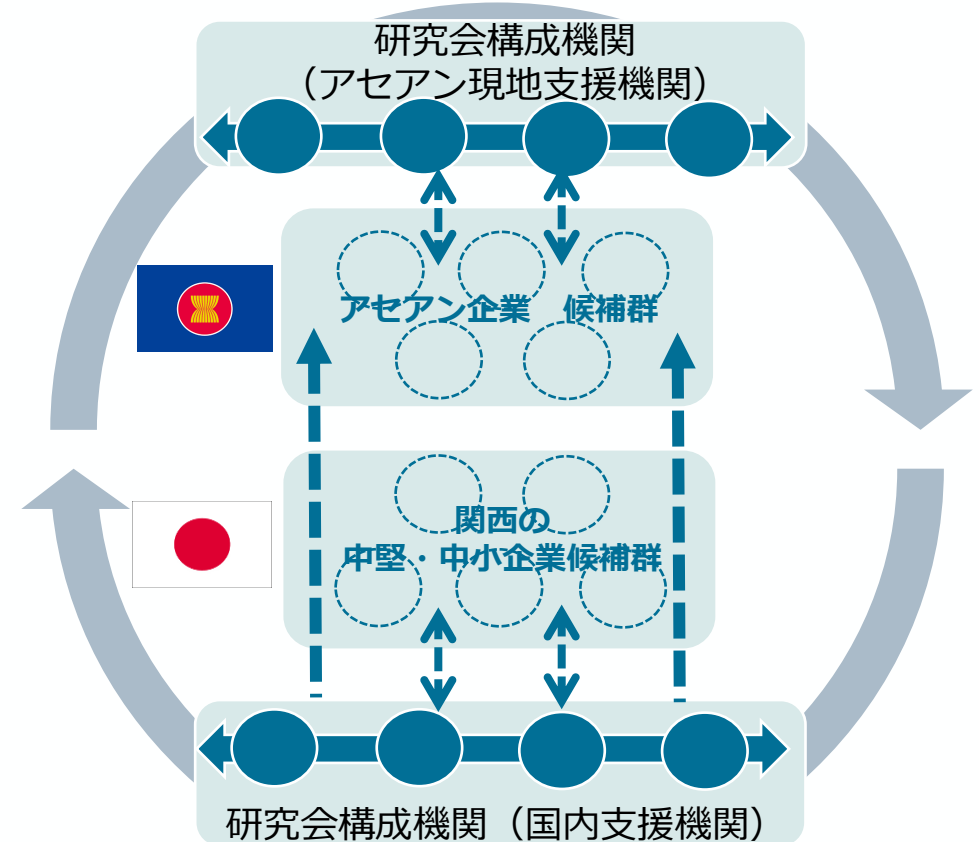 研究会構成機関
（アセアン現地支援機関）
アセアン企業　候補群
関西の
中堅・中小企業候補群
研究会構成機関（国内支援機関）